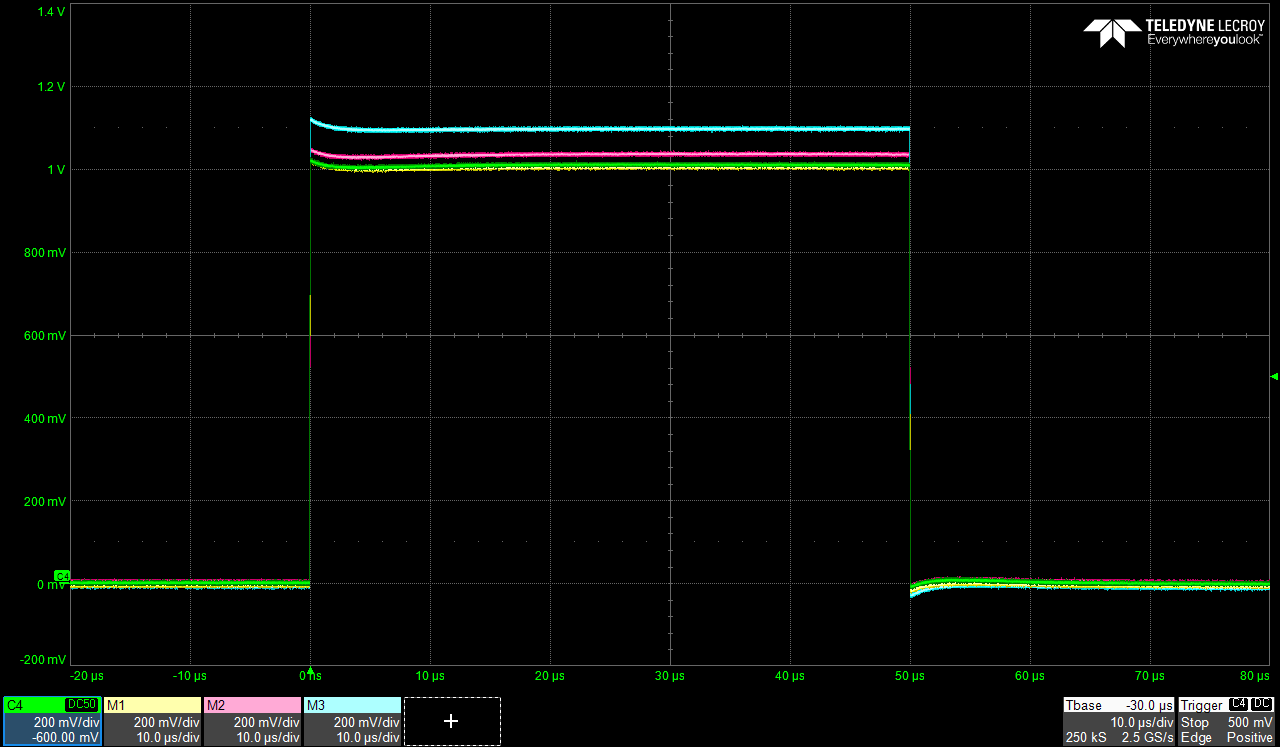 1.4 V
TELEDYNE LECROY
Everywhereyoulook™
1.2 V
1 V
800 mV
600 mV
400 mV
200 mV
C4
0 mV
-200 mV
-20 µs -10 µs 0 µs 10 µs 20 µs 30 µs 40 µs 50 µs 60 µs 70 µs 80 µs
C4 DC50 M1 M2 M3 Tbase -30.0 µs Trigger C4 DC
200 mV/div 200 mV/div 200 mV/div 200 mV/div + 10.0 µs/div Stop 500 mV
-600.00 mV 10.0 µs/div 10.0 µs/div 10.0 µs/div 250 kS 2.5 GS/s Edge Positive